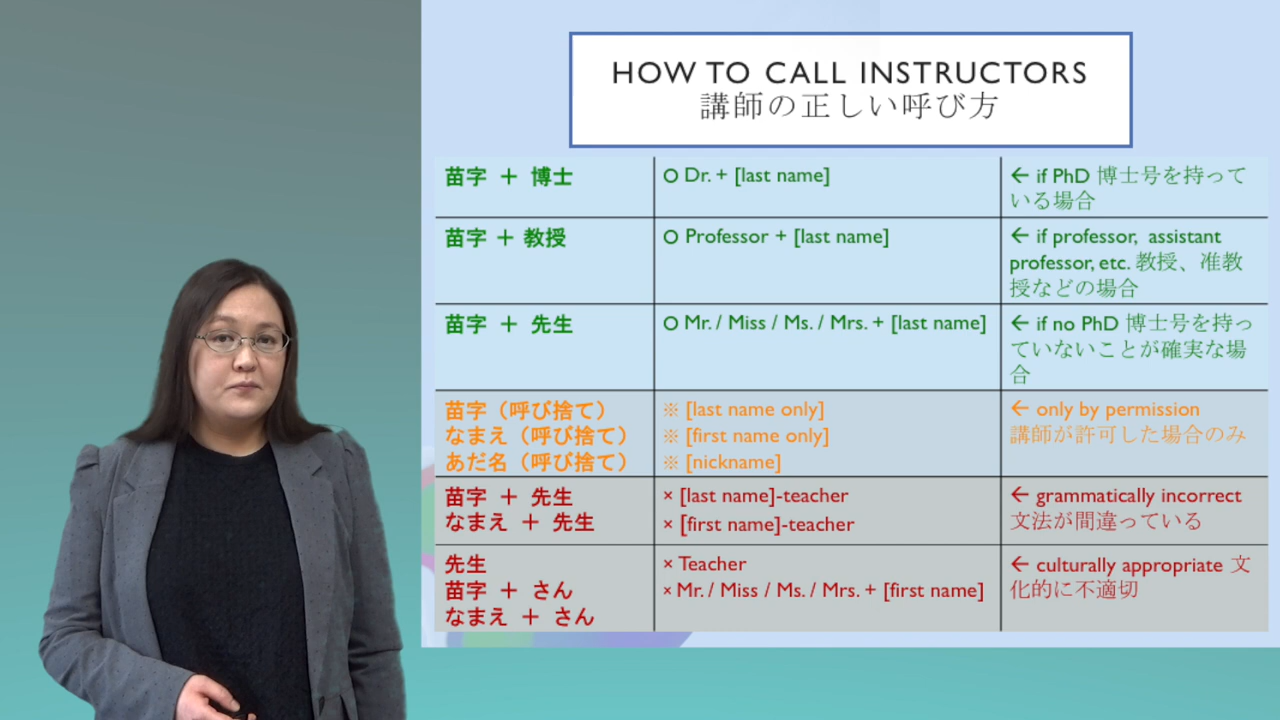 HOW TO CALL INSTRUCTORS
講師の正しい呼び方
苗字 ＋ 博士
○ Dr. + [last name]
← if PhD 博士号を持って
いる場合
苗字 ＋ 教授
○ Professor + [last name]
← if professor, assistant
professor, etc. 教授、准教
授などの場合
苗字 ＋ 先生
○ Mr. / Miss / Ms. / Mrs. + [last name]
← if no PhD 博士号を持っ
ていないことが確実な場
合
苗字（呼び捨て）
なまえ（呼び捨て）
あだ名（呼び捨て）
※ [last name only]
※ [first name only]
※ [nickname]
← only by permission
講師が許可した場合のみ
苗字 ＋ 先生
なまえ ＋ 先生
× [last name]-teacher
× [first name]-teacher
← grammatically incorrect
文法が間違っている
先生
苗字 ＋ さん
なまえ ＋ さん
× Teacher
× Mr. / Miss / Ms. / Mrs. + [first name]
← culturally appropriate 文
化的に不適切